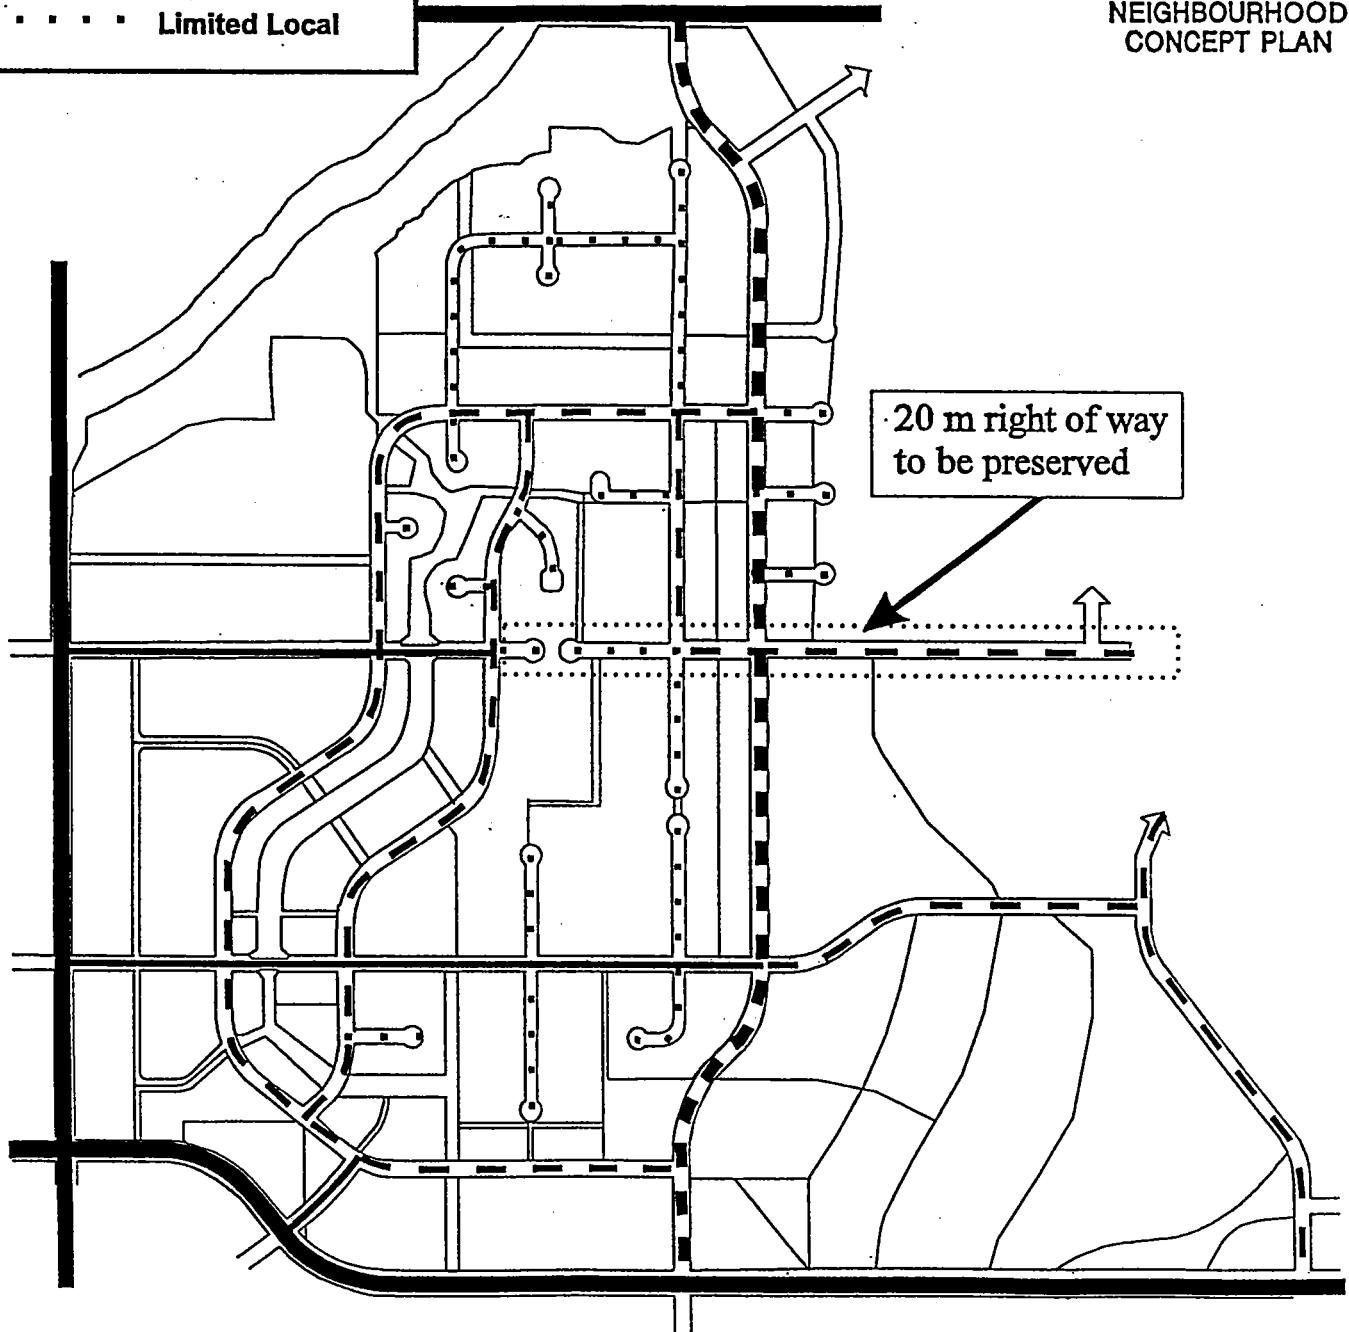 Limited Local
NEIGHBOURHOOD
CONCEPT PLAN
20 m right of way
to be preserved